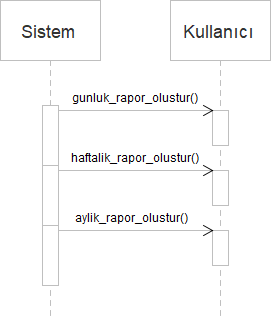 Sistem
Kullanıcı
gunluk_rapor_olustur()
haftalik_rapor_olustur()
aylik_rapor_olustur()